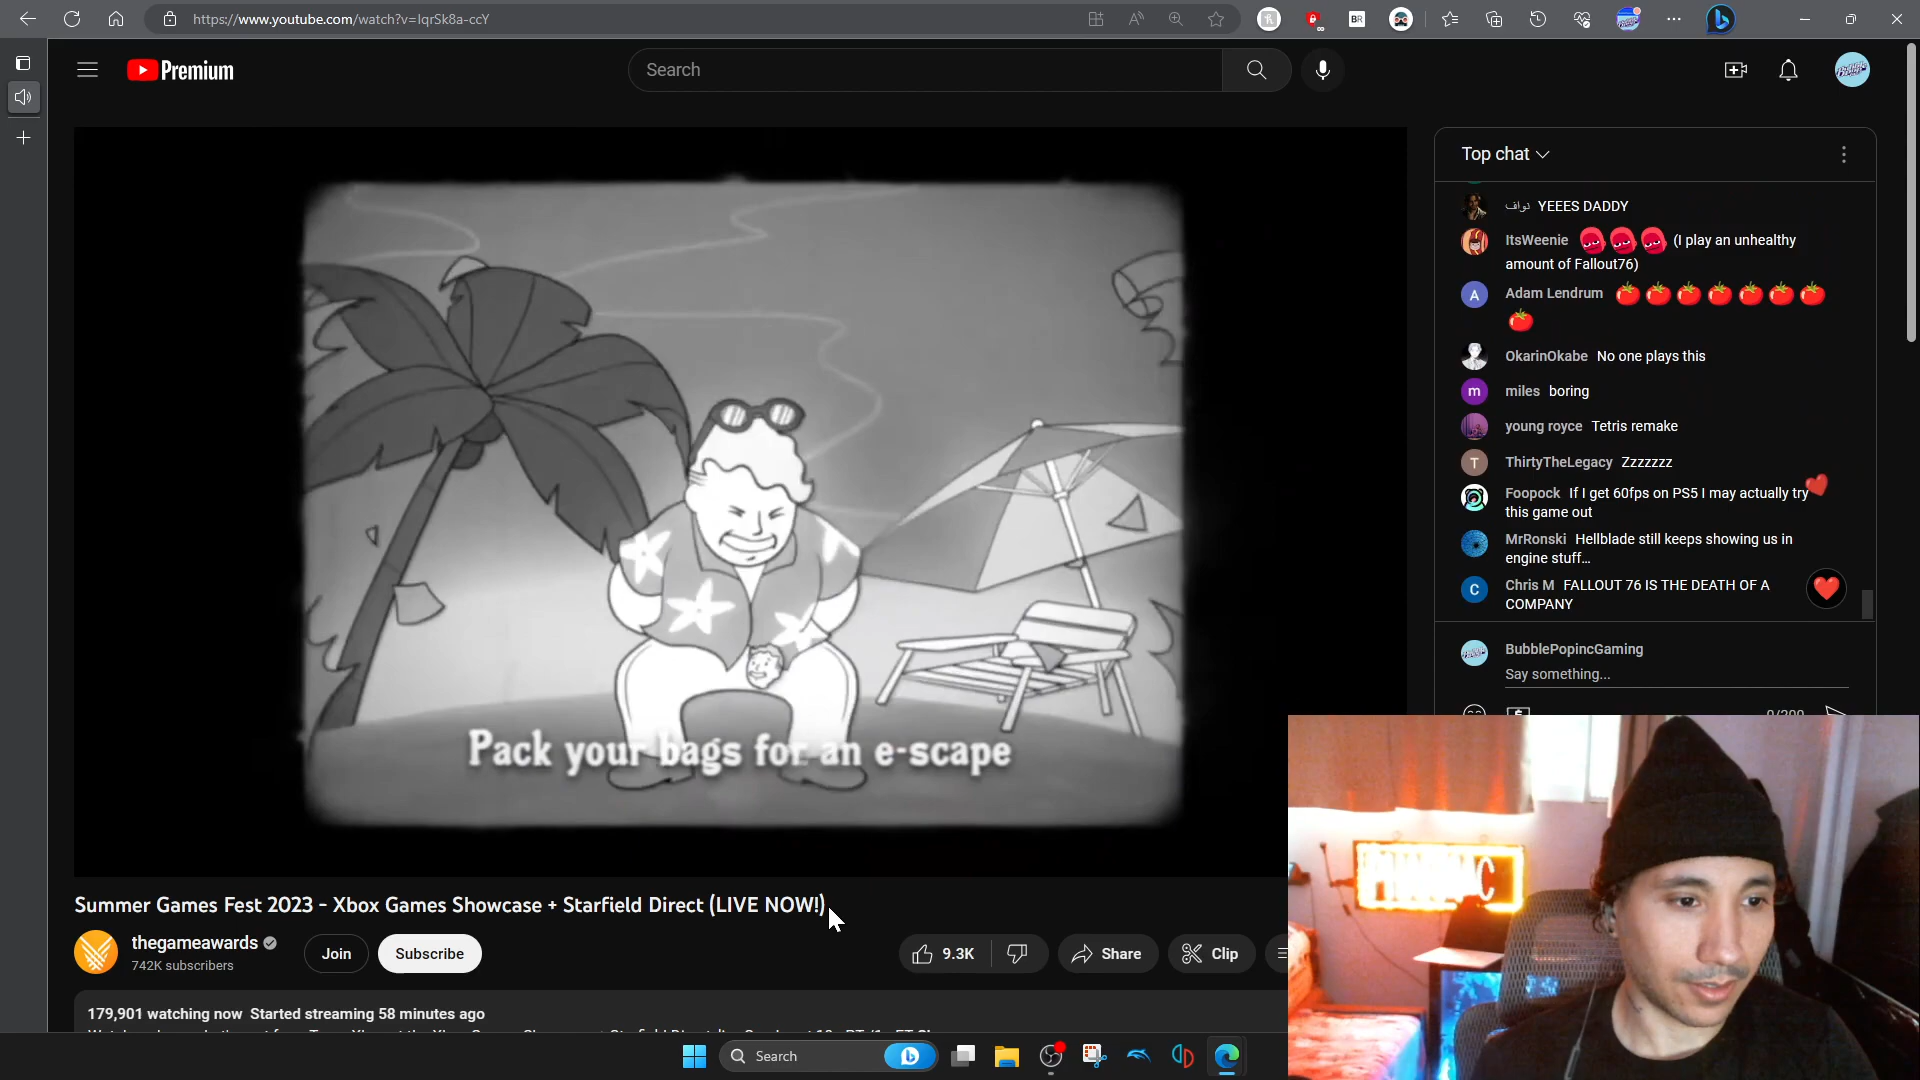 https://www.youtube.com/watch?v=IqrSk8a-ccY
Premium
Search
Top chat
نواف YEEES DADDY
ItsWeenie (I play an unhealthy
amount of Fallout76)
A Adam Lendrum
OkarinOkabe No one plays this
m miles boring
young royce Tetris remake
T ThirtyTheLegacy Zzzzzzz
Foopock If I get 60fps on PS5 I may actually try
this game out
MrRonski Hellblade still keeps showing us in
engine stuff...
C Chris M FALLOUT 76 IS THE DEATH OF A
COMPANY
BubblePopincGaming
Say something...
0/200
Pack your bags for an e-scape
Summer Games Fest 2023 - Xbox Games Showcase + Starfield Direct (LIVE NOW!)
thegameawards
742K subscribers
Join
Subscribe
9.3K
Share
Clip
179,901 watching now Started streaming 58 minutes ago
Search